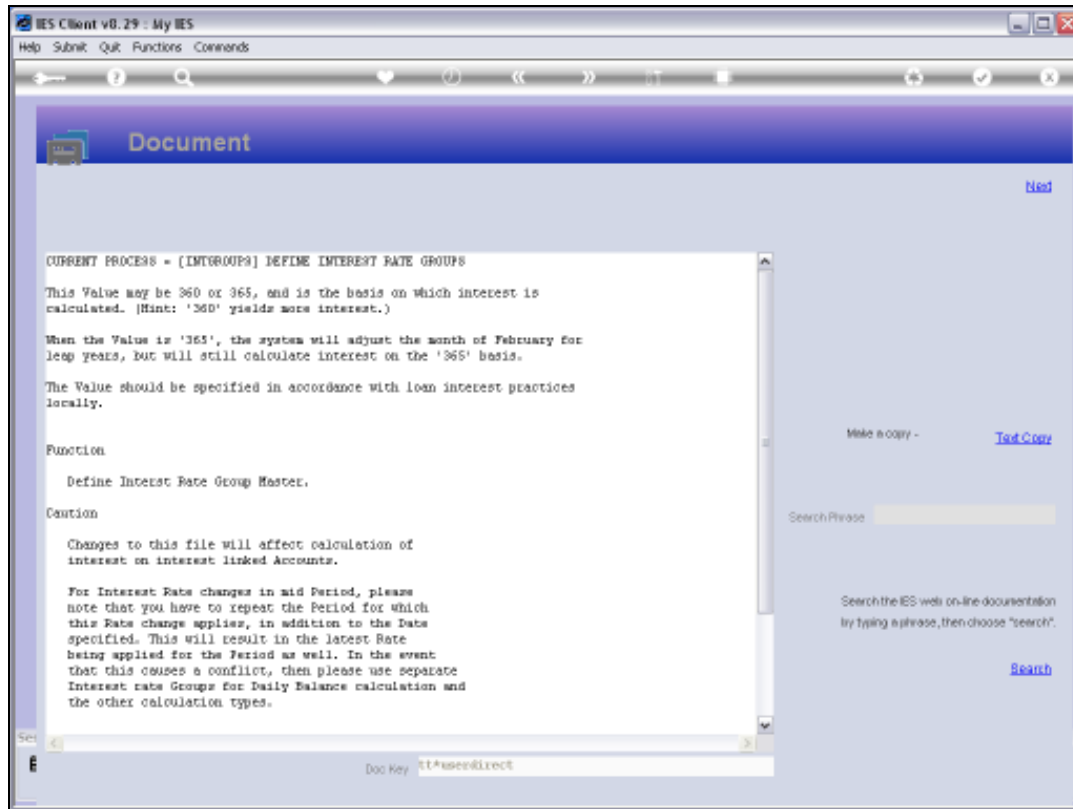 IES Client v8.29 : My IES
Help Submit Quit Functions Commands
Document
Next
CURRENT PROCESS = [INTGROUPS] DEFINE INTEREST RATE GROUPS
This Value may be 360 or 365, and is the basis on which interest is
calculated. (Hint: '360' yields more interest.)
When the Value is '365', the system will adjust the month of February for
leap years, but will still calculate interest on the '365' basis.
The Value should be specified in accordance with loan interest practices
locally.
Function
Define Interst Rate Group Master.
Caution
Changes to this file will affect calculation of
interest on interest linked Accounts.
For Interest Rate changes in mid Period, please
note that you have to repeat the Period for which
this Rate change applies, in addition to the Date
specified. This will result in the latest Rate
being applied for the Period as well. In the event
that this causes a conflict, then please use separate
Interest rate Groups for Daily Balance calculation and
the other calculation types.
Make a copy -
Text Copy
Search Phrase
Search the IES web on-line documentation
by typing a phrase, then choose "search".
Search
Doc Key tt*userdirect